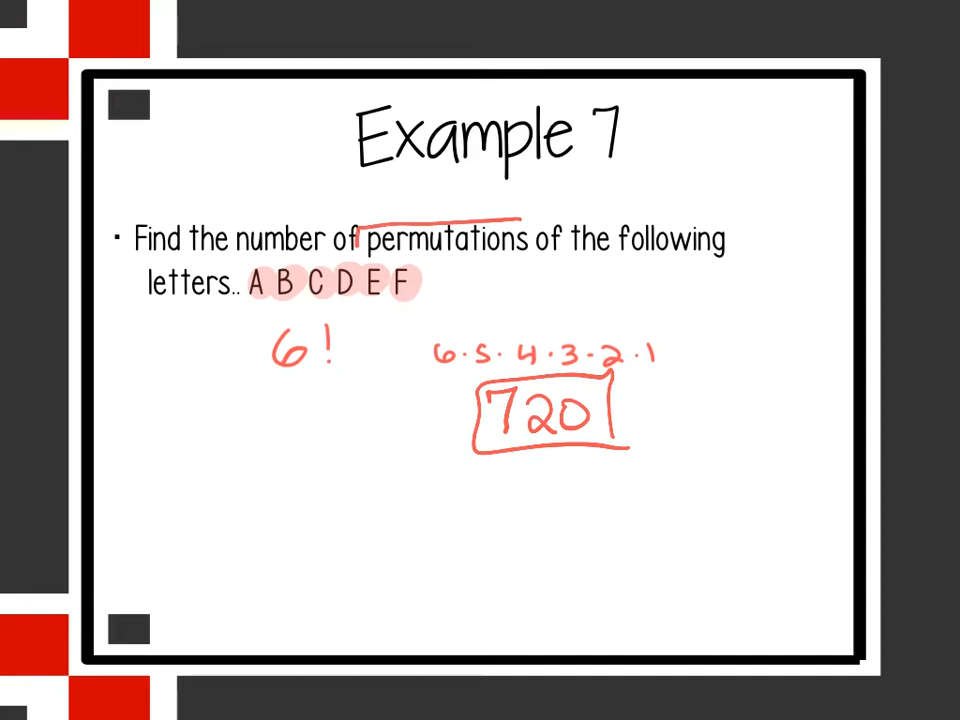 Example 7
· Find the number of permutations of the following
letters.. A B C D E F
6!
6·5·4·3·2·1
720